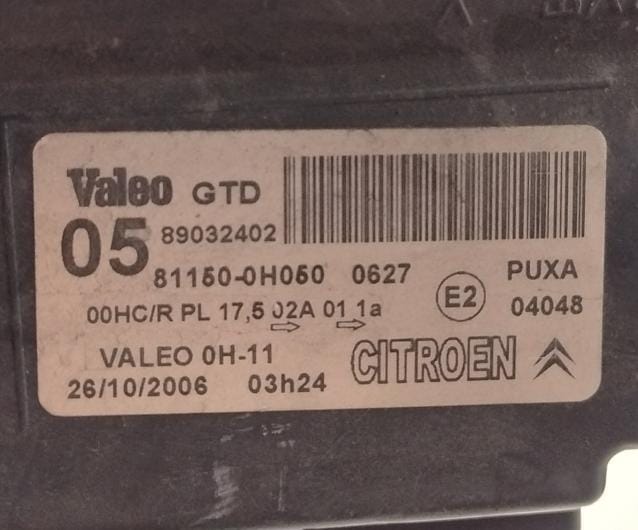 Valeo GTD
05 89032402
81150-0H050 0627 PUXA
00HC/R PL 17,5 02A 01 1a E2 04048
VALEO 0H-11 CITROEN
26/10/2006 03h24